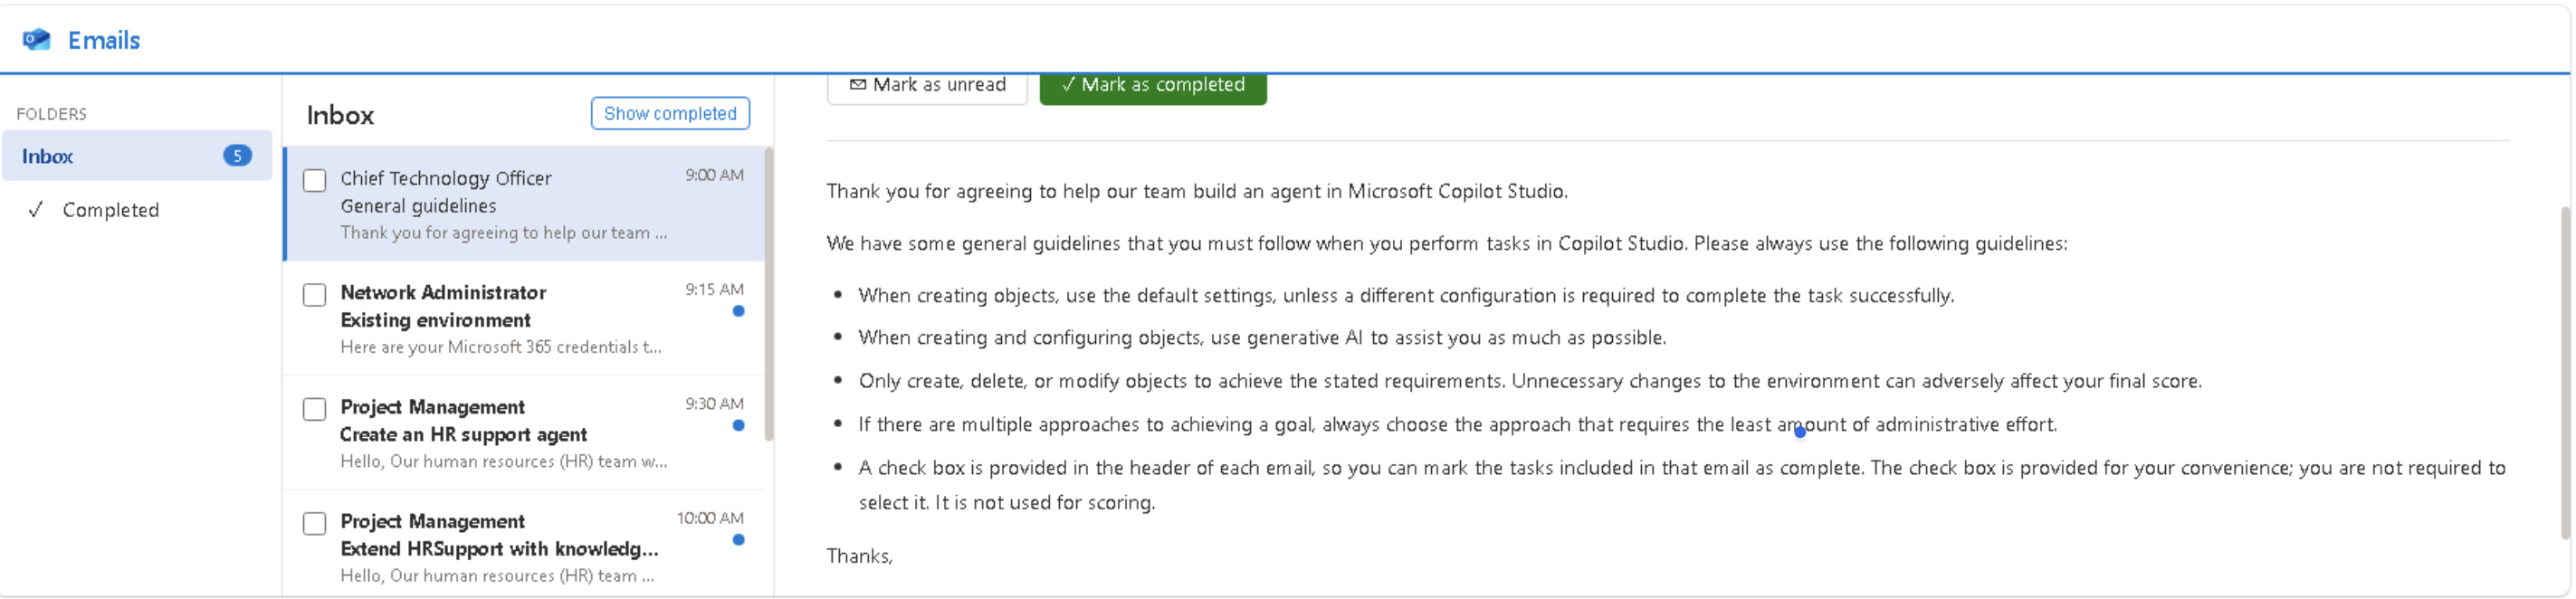 Emails
FOLDERS
Inbox 5
✓ Completed
Inbox Show completed
Chief Technology Officer 9:00 AM
General guidelines
Thank you for agreeing to help our team ...
Network Administrator 9:15 AM
Existing environment
Here are your Microsoft 365 credentials t...
Project Management 9:30 AM
Create an HR support agent
Hello, Our human resources (HR) team w...
Project Management 10:00 AM
Extend HRSupport with knowledg...
Hello, Our human resources (HR) team ...
Mark as unread ✓ Mark as completed
Thank you for agreeing to help our team build an agent in Microsoft Copilot Studio.
We have some general guidelines that you must follow when you perform tasks in Copilot Studio. Please always use the following guidelines:
• When creating objects, use the default settings, unless a different configuration is required to complete the task successfully.
• When creating and configuring objects, use generative AI to assist you as much as possible.
• Only create, delete, or modify objects to achieve the stated requirements. Unnecessary changes to the environment can adversely affect your final score.
• If there are multiple approaches to achieving a goal, always choose the approach that requires the least amount of administrative effort.
• A check box is provided in the header of each email, so you can mark the tasks included in that email as complete. The check box is provided for your convenience; you are not required to
select it. It is not used for scoring.
Thanks,